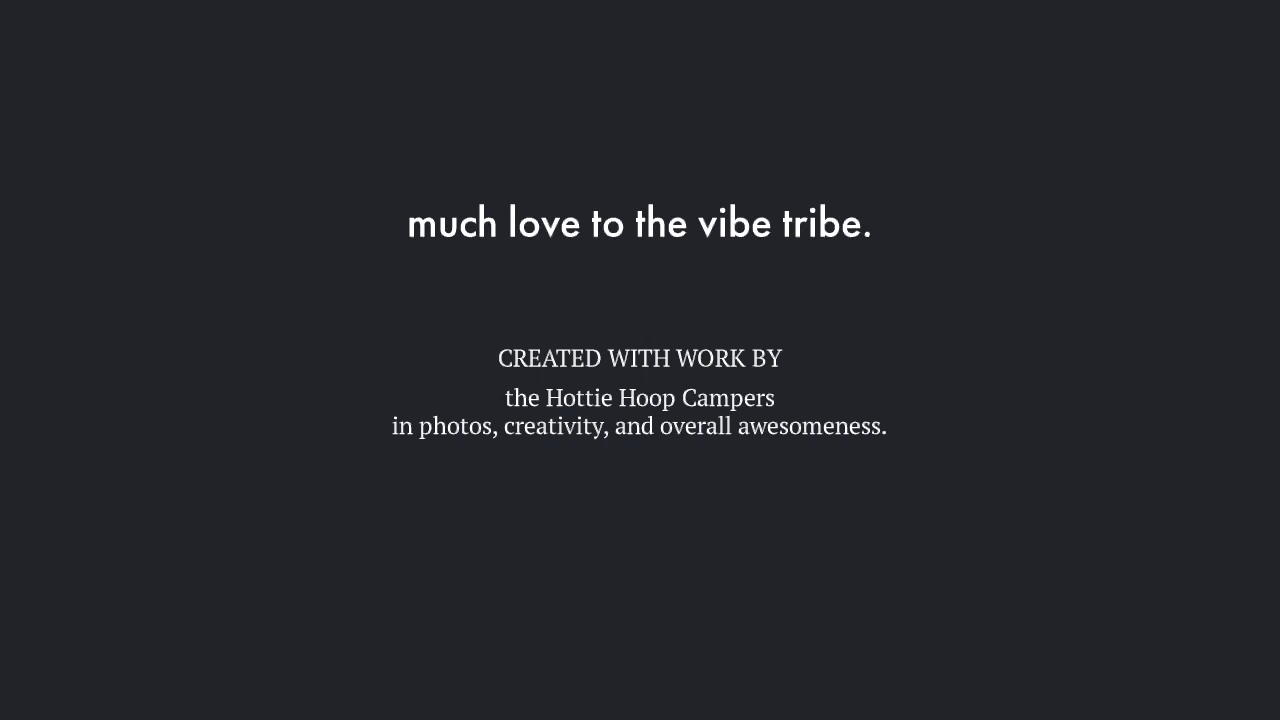 much love to the vibe tribe.
CREATED WITH WORK BY
the Hottie Hoop Campers
in photos, creativity, and overall awesomeness.